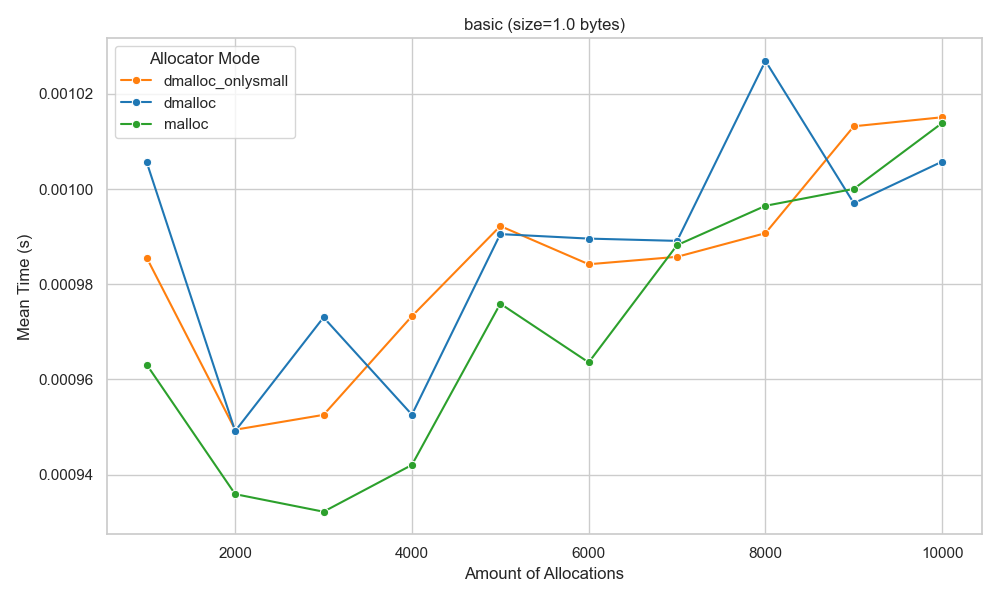 basic (size=1.0 bytes)
Allocator Mode
dmalloc_onlysmall
dmalloc
malloc
0.00102
0.00100
0.00098
0.00096
0.00094
Mean Time (s)
2000
4000
6000
8000
10000
Amount of Allocations